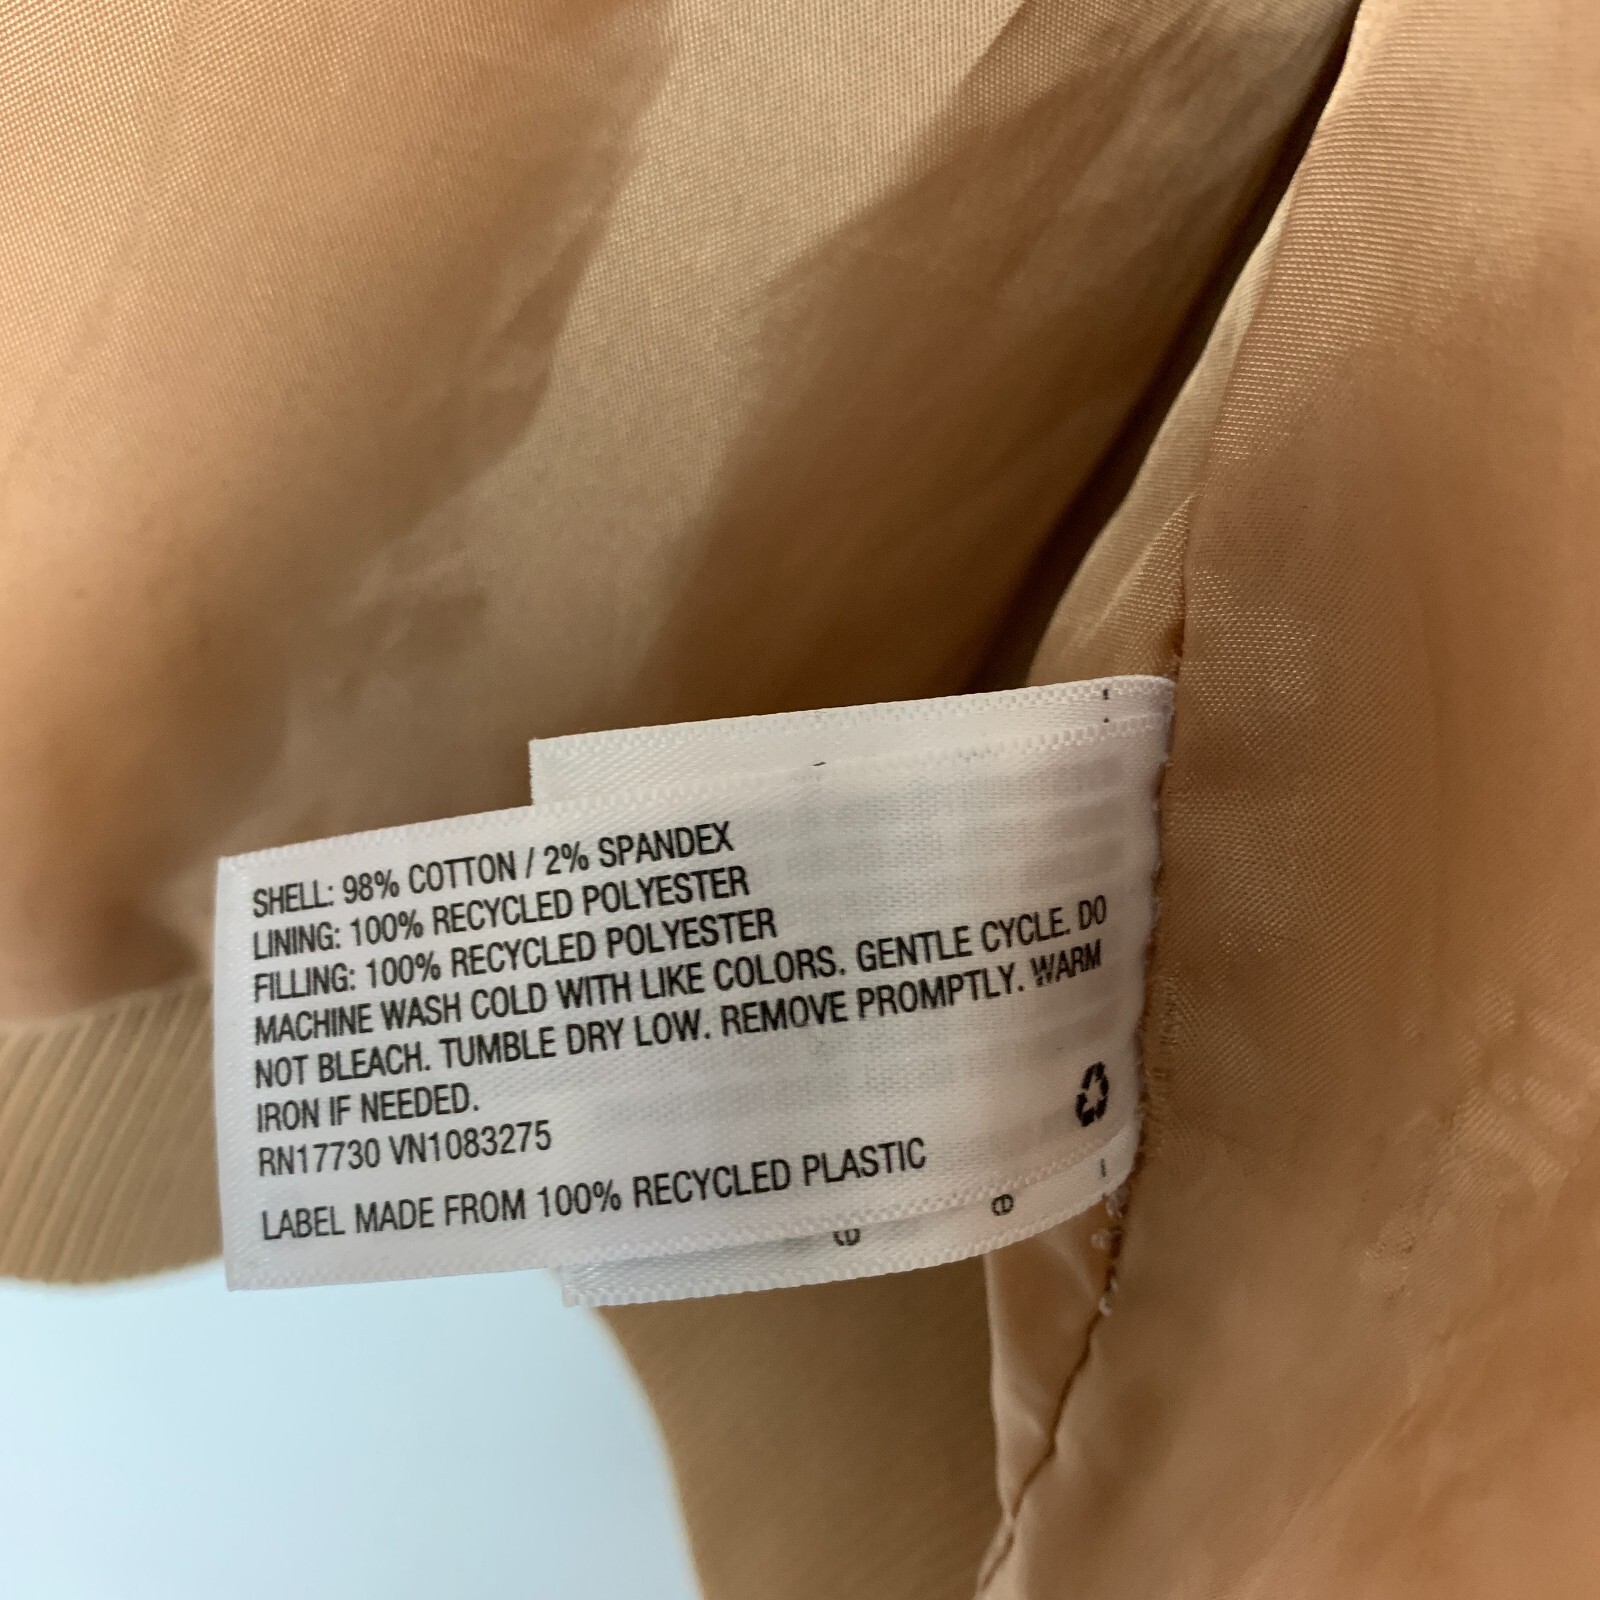 SHELL: 98% COTTON / 2% SPANDEX
LINING: 100% RECYCLED POLYESTER
FILLING: 100% RECYCLED POLYESTER
MACHINE WASH COLD WITH LIKE COLORS. GENTLE CYCLE. DO
NOT BLEACH. TUMBLE DRY LOW. REMOVE PROMPTLY. WARM
IRON IF NEEDED.
RN17730 VN1083275
LABEL MADE FROM 100% RECYCLED PLASTIC